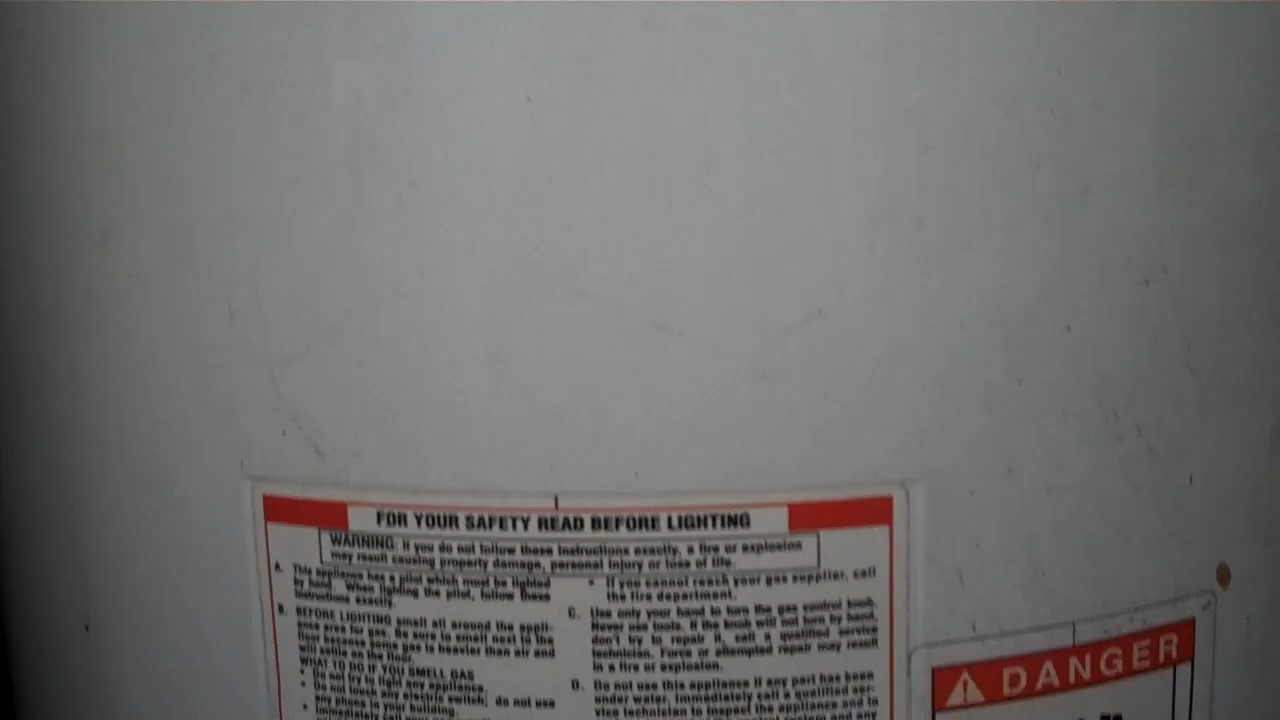 FOR YOUR SAFETY READ BEFORE LIGHTING
WARNING: If you do not follow these instructions exactly, a fire or explosion
may result causing property damage, personal injury or loss of life.
A. This appliance has a pilot which must be lighted
by hand. When lighting the pilot, follow these
instructions exactly.
B. BEFORE LIGHTING smell all around the appli-
ance area for gas. Be sure to smell next to the
floor because some gas is heavier than air and
will settle on the floor.
WHAT TO DO IF YOU SMELL GAS
• Do not try to light any appliance.
• Do not touch any electric switch; do not use
any phone in your building.
• Immediately call your
• If you cannot reach your gas supplier, call
the fire department.
C. Use only your hand to turn the gas control knob.
Never use tools. If the knob will not turn by hand,
don't try to repair it, call a qualified service
technician. Force or attempted repair may result
in a fire or explosion.
D. Do not use this appliance if any part has been
under water. Immediately call a qualified ser-
vice technician to inspect the appliance and to
DANGER